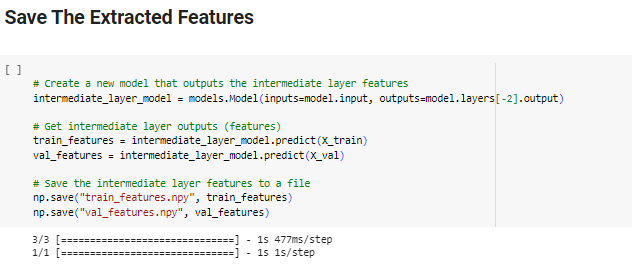 Save The Extracted Features
[ ]
# Create a new model that outputs the intermediate layer features
intermediate_layer_model = models.Model(inputs=model.input, outputs=model.layers[-2].output)
# Get intermediate layer outputs (features)
train_features = intermediate_layer_model.predict(X_train)
val_features = intermediate_layer_model.predict(X_val)
# Save the intermediate layer features to a file
np.save("train_features.npy", train_features)
np.save("val_features.npy", val_features)
3/3 [==============================] - 1s 477ms/step
1/1 [==============================] - 1s 1s/step